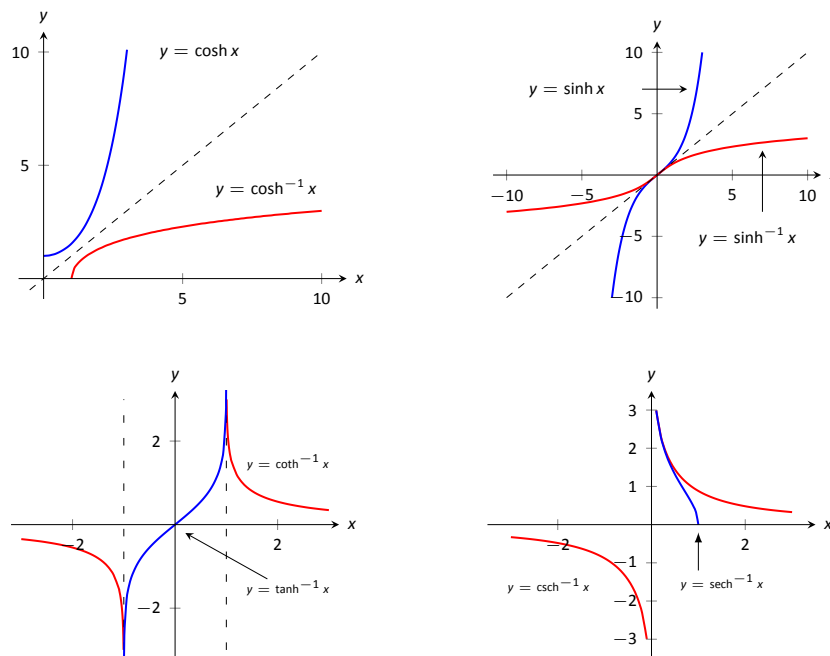 y
10
y = cosh x
5
y = cosh⁻¹ x
5
10
x
y
10
y = sinh x
5
−10
−5
5
10
y = sinh⁻¹ x
−5
−10
y
2
y = coth⁻¹ x
−2
2
x
y = tanh⁻¹ x
−2
y
3
2
1
−2
2
x
−1
y = csch⁻¹ x
y = sech⁻¹ x
−2
−3